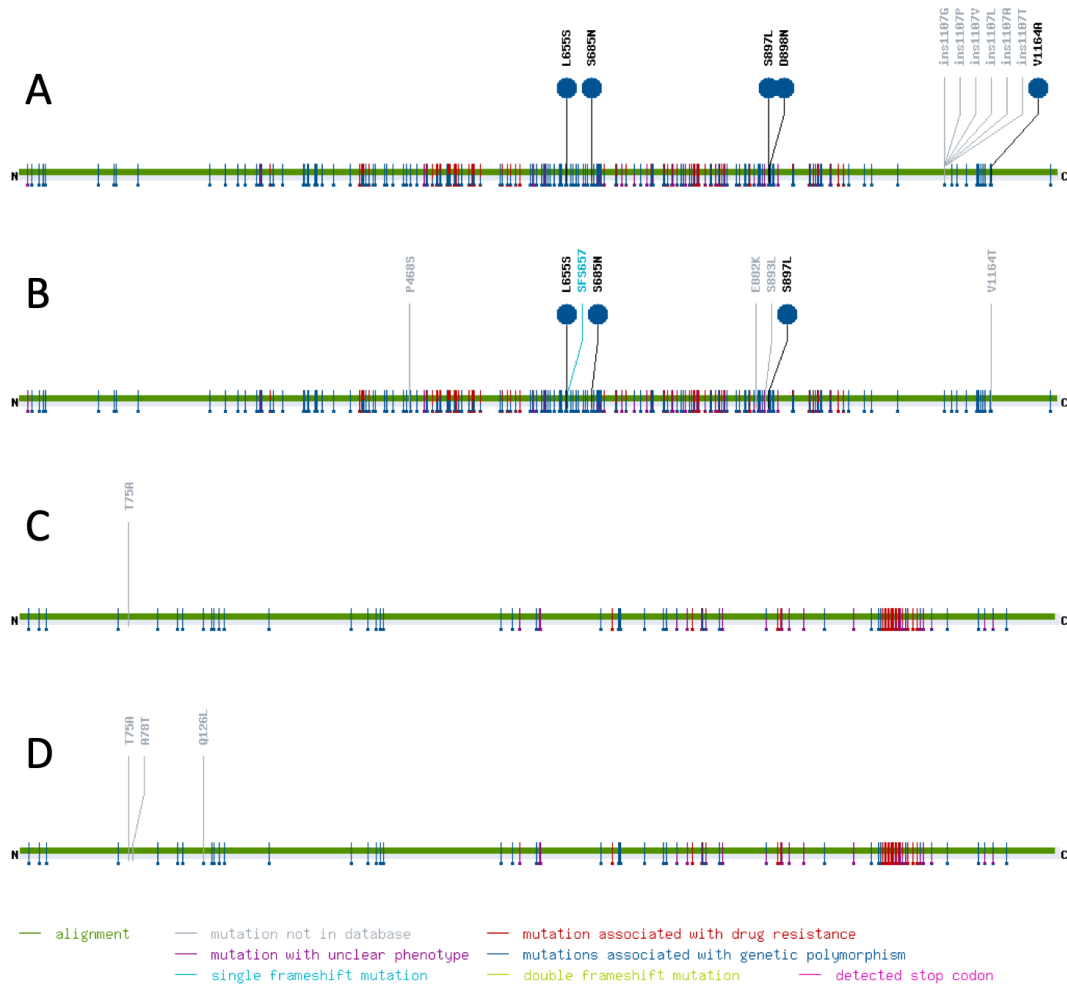 A
L655S
S685N
S897L
D898N
ins1107G
ins1107P
ins1107V
ins1107L
ins1107A
ins1107T
V1164A
N
C
B
P468S
L655S
SFS657
S685N
E882K
S893L
S897L
V1164T
N
C
C
T75A
N
C
D
T75A
A78T
Q126L
N
C
alignment
mutation not in database
mutation associated with drug resistance
mutation with unclear phenotype
mutations associated with genetic polymorphism
single frameshift mutation
double frameshift mutation
detected stop codon